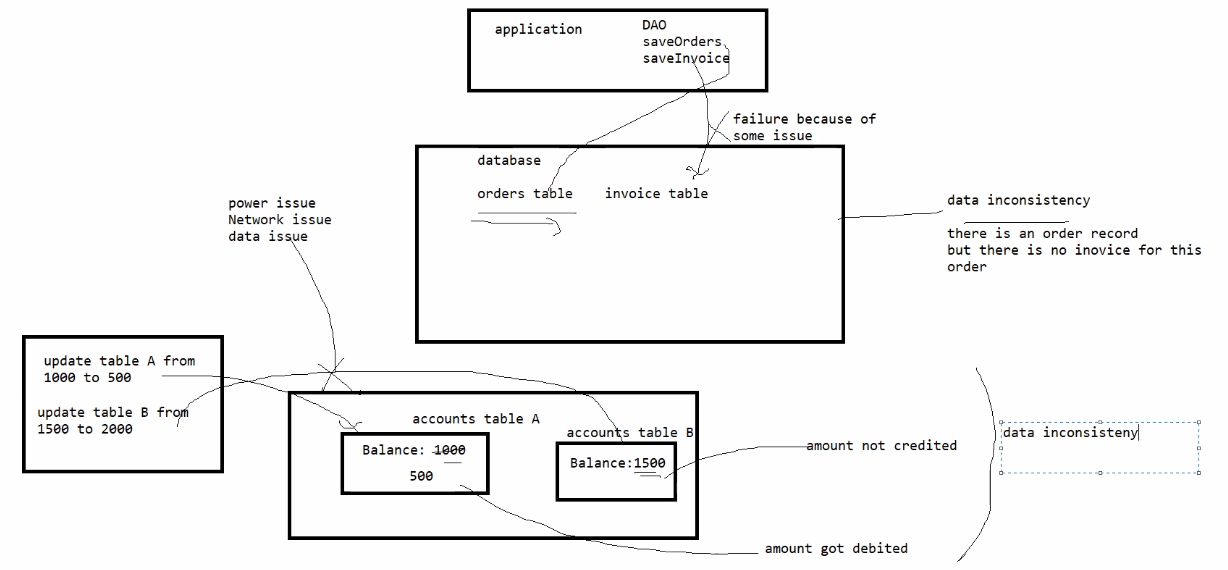 application
DAO
saveOrders
saveInvoice
failure because of
some issue
database
orders table
invoice table
power issue
Network issue
data issue
data inconsistency
there is an order record
but there is no inovice for this
order
update table A from
1000 to 500
update table B from
1500 to 2000
accounts table A
Balance: 1000
500
accounts table B
Balance:1500
amount not credited
data inconsisteny
amount got debited